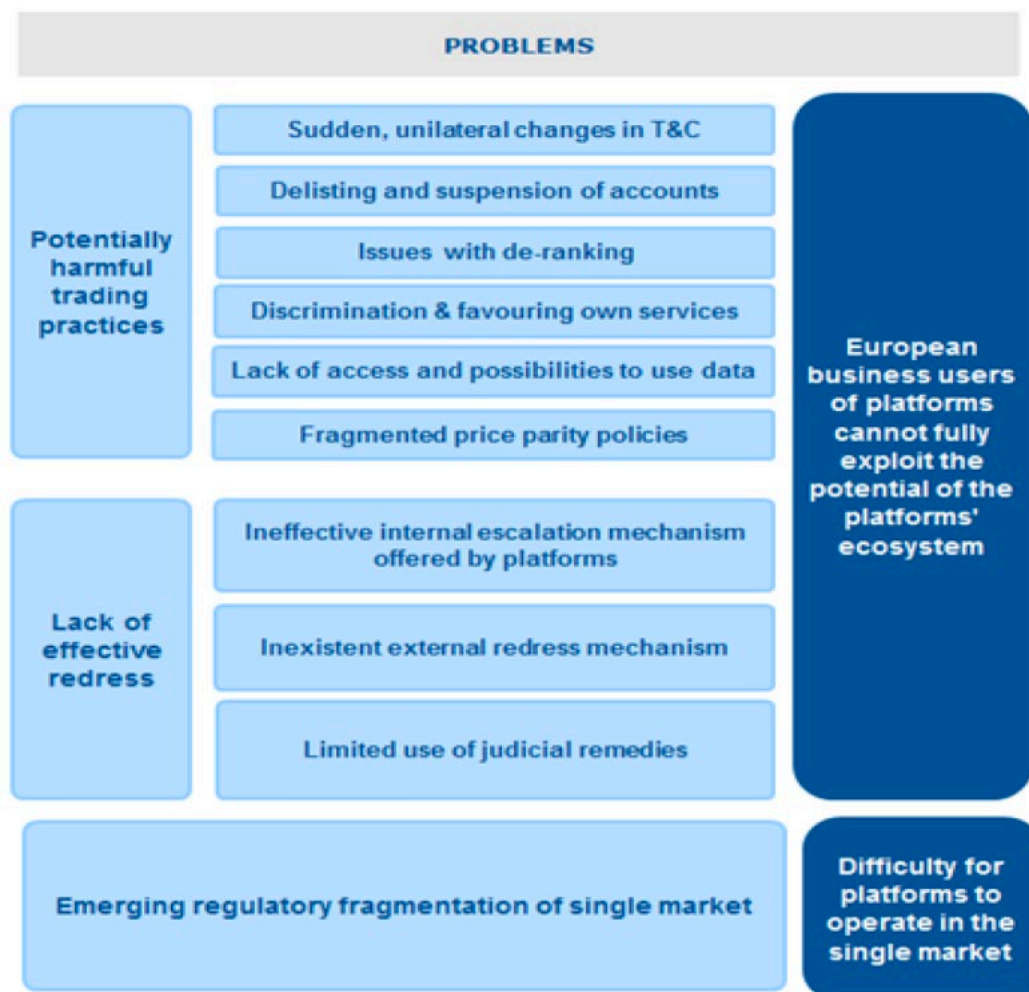 PROBLEMS
Potentially
harmful
trading
practices
Sudden, unilateral changes in T&C
Delisting and suspension of accounts
Issues with de-ranking
Discrimination & favouring own services
Lack of access and possibilities to use data
Fragmented price parity policies
Lack of
effective
redress
Ineffective internal escalation mechanism
offered by platforms
Inexistent external redress mechanism
Limited use of judicial remedies
European
business users
of platforms
cannot fully
exploit the
potential of the
platforms'
ecosystem
Emerging regulatory fragmentation of single market
Difficulty for
platforms to
operate in the
single market